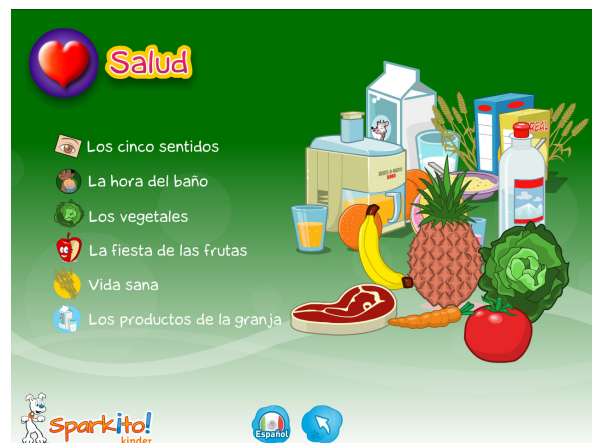 Salud
Los cinco sentidos
La hora del baño
Los vegetales
La fiesta de las frutas
Vida sana
Los productos de la granja
Sparkito!
kinder
Español